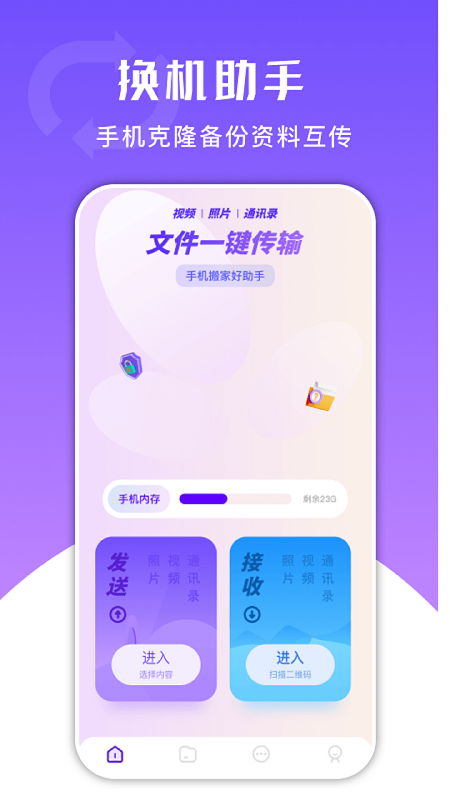 换机助手
手机克隆备份资料互传
视频 | 照片 | 通讯录
文件一键传输
手机搬家好助手
手机内存 剩余23G
发送
通讯录
视频
照片
进入
选择内容
接收
通讯录
视频
照片
进入
扫描二维码